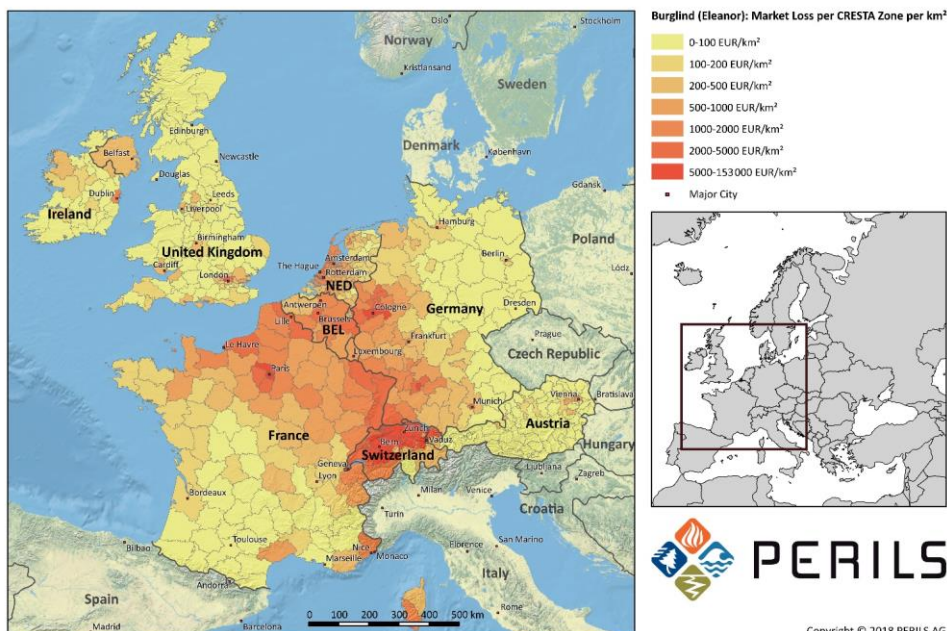 Burglind (Eleanor): Market Loss per CRESTA Zone per km²
0-100 EUR/km²
100-200 EUR/km²
200-500 EUR/km²
500-1000 EUR/km²
1000-2000 EUR/km²
2000-5000 EUR/km²
5000-153 000 EUR/km²
Major City
Oslo
Stockholm
Norway
Kristiansand
Sweden
Edinburgh
Denmark
København
Newcastle
Belfast
Douglas
Leeds
Gdansk
Dublin
Liverpool
Ireland
Hamburg
Birmingham
Poland
United Kingdom
Amsterdam
Berlin
The Hague
Rotterdam
Cardiff
London
NED
Łódź
Antwerpen
Cologne
Germany
Dresden
Lille
Brussels
BEL
Le Havre
Luxembourg
Frankfurt
Prague
Czech Republic
Paris
Vienna
Bratislava
Munich
Austria
Zürich
France
Bern
Vaduz
Switzerland
Hungary
Geneva
Lyon
Ljubljana
Zagreb
Milan
Venice
Croatia
Bordeaux
Turin
Toulouse
Nice
Florence
San Marino
Bilbao
Marseille
Monaco
Andorra
Italy
Spain
0 100 200 300 400 500 km
Rome
Madrid
Barcelona
PERILS
Copyright © 2018 PERILS AG